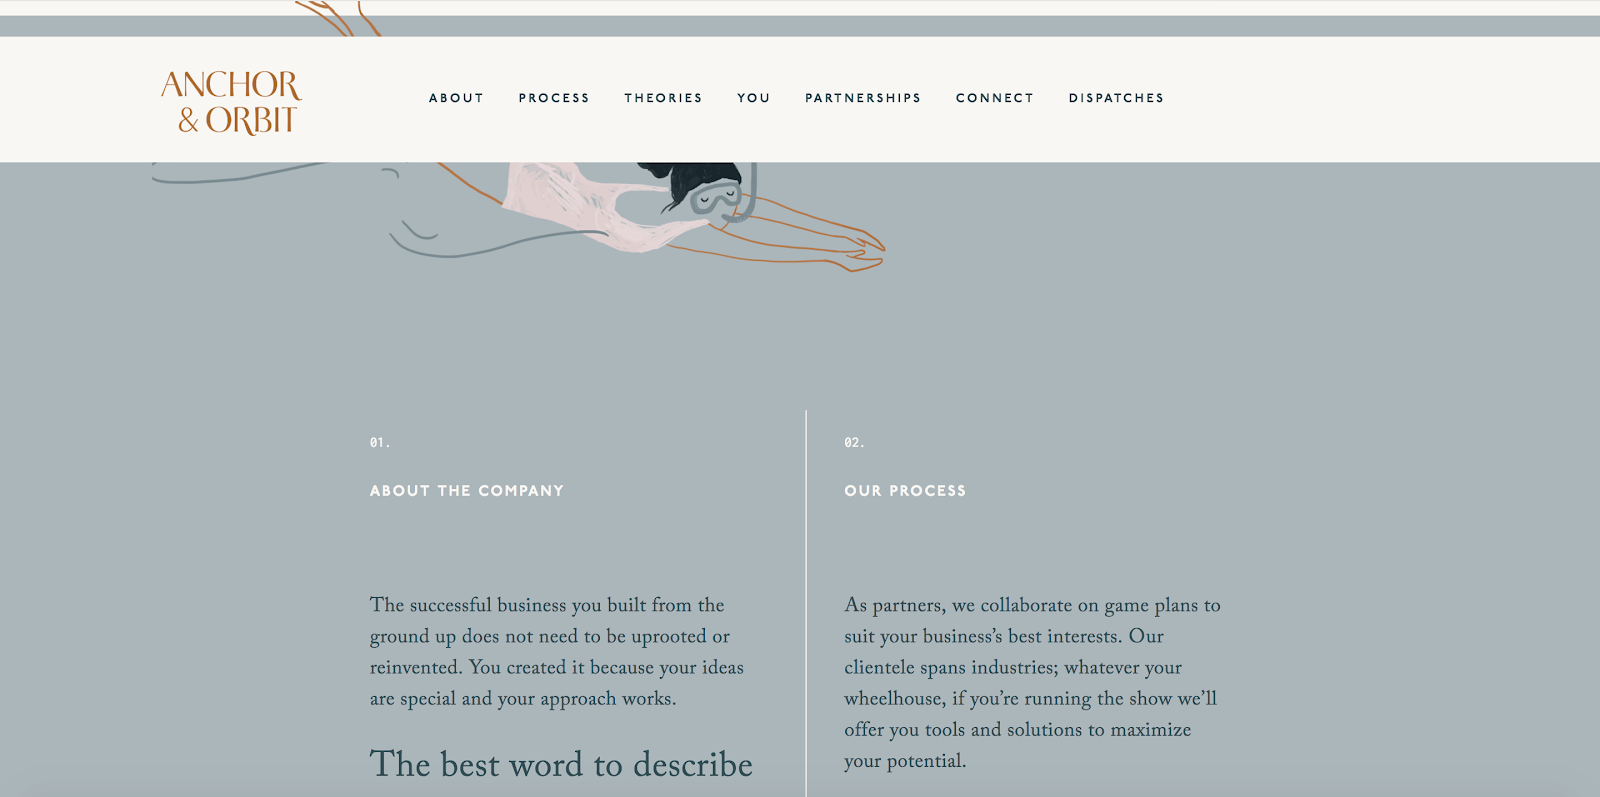 ANCHOR
& ORBIT
ABOUT PROCESS THEORIES YOU PARTNERSHIPS CONNECT DISPATCHES
01.
ABOUT THE COMPANY
The successful business you built from the
ground up does not need to be uprooted or
reinvented. You created it because your ideas
are special and your approach works.
The best word to describe
02.
OUR PROCESS
As partners, we collaborate on game plans to
suit your business’s best interests. Our
clientele spans industries; whatever your
wheelhouse, if you’re running the show we’ll
offer you tools and solutions to maximize
your potential.